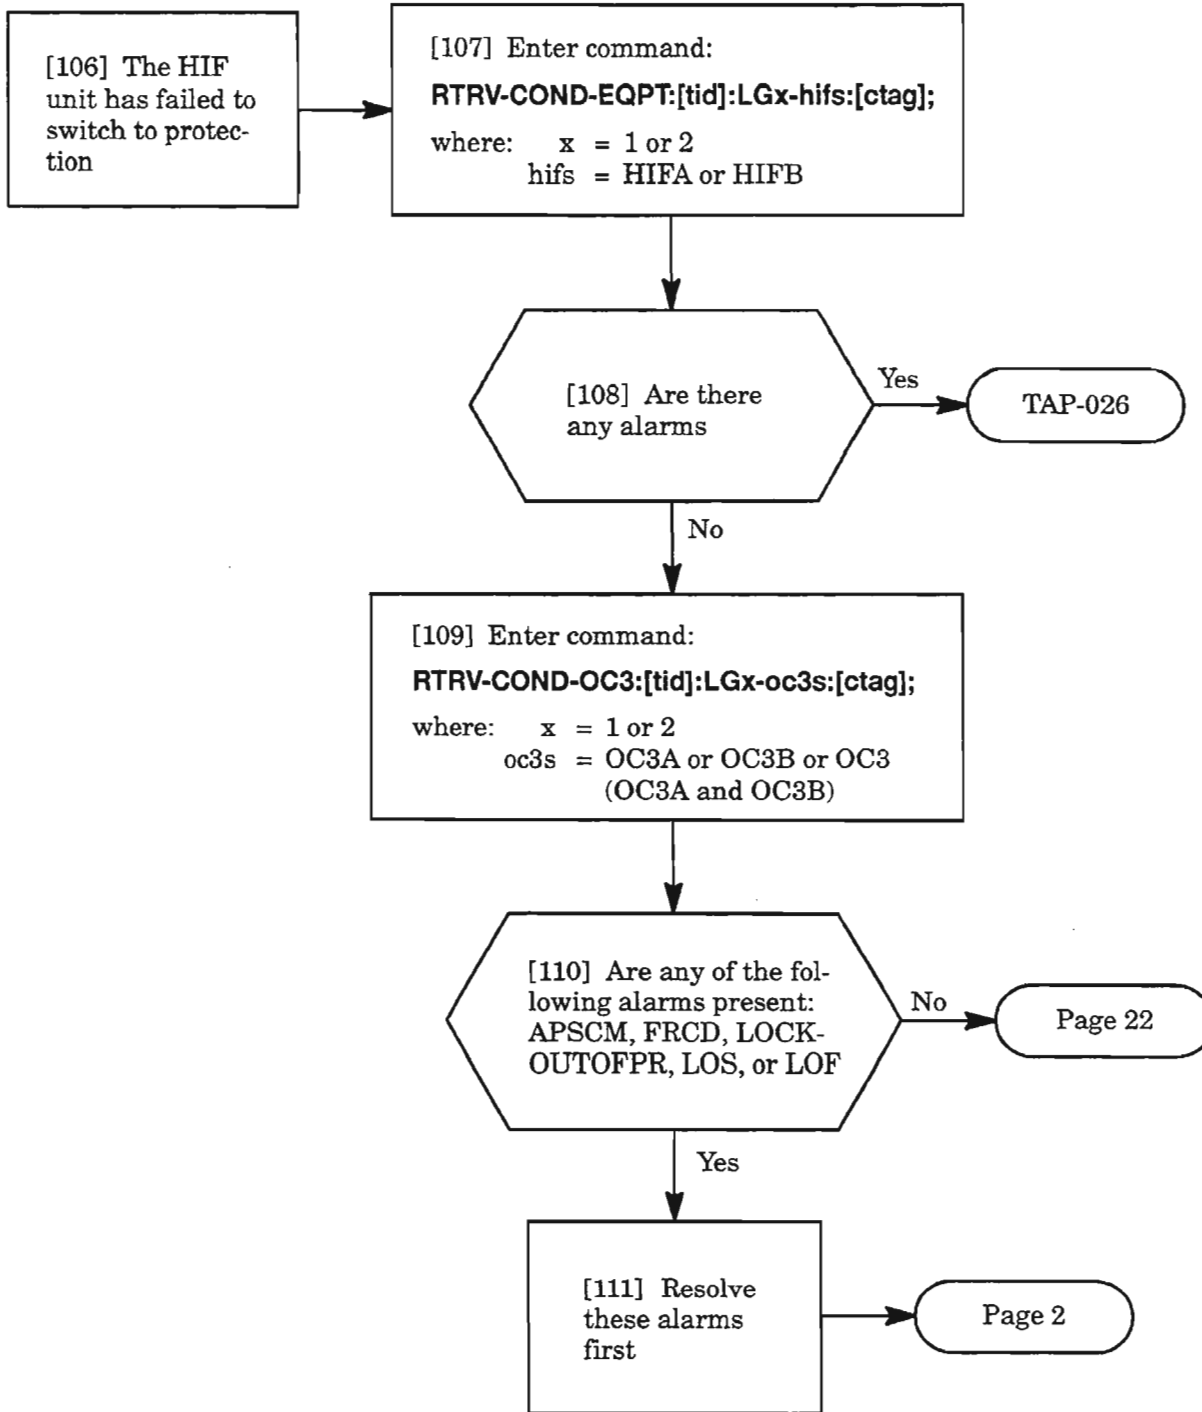 [106] The HIF
unit has failed to
switch to protec-
tion
[107] Enter command:
RTRV-COND-EQPT:[tid]:LGx-hifs:[ctag];
where: x = 1 or 2
hifs = HIFA or HIFB
[108] Are there
any alarms
Yes
TAP-026
No
[109] Enter command:
RTRV-COND-OC3:[tid]:LGx-oc3s:[ctag];
where: x = 1 or 2
oc3s = OC3A or OC3B or OC3
(OC3A and OC3B)
[110] Are any of the fol-
lowing alarms present:
APSCM, FRCD, LOCK-
OUTOFPR, LOS, or LOF
No
Page 22
Yes
[111] Resolve
these alarms
first
Page 2